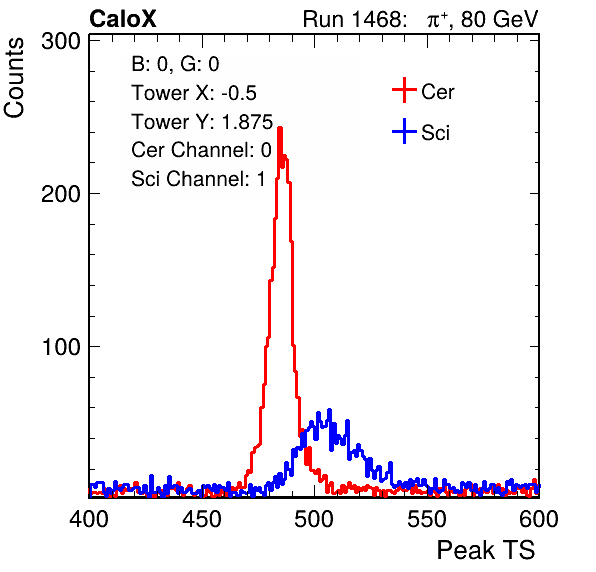 CaloX Run 1468: π⁺, 80 GeV
Counts
300
200
100
B: 0, G: 0
Tower X: -0.5
Tower Y: 1.875
Cer Channel: 0
Sci Channel: 1
Cer
Sci
400 450 500 550 600
Peak TS